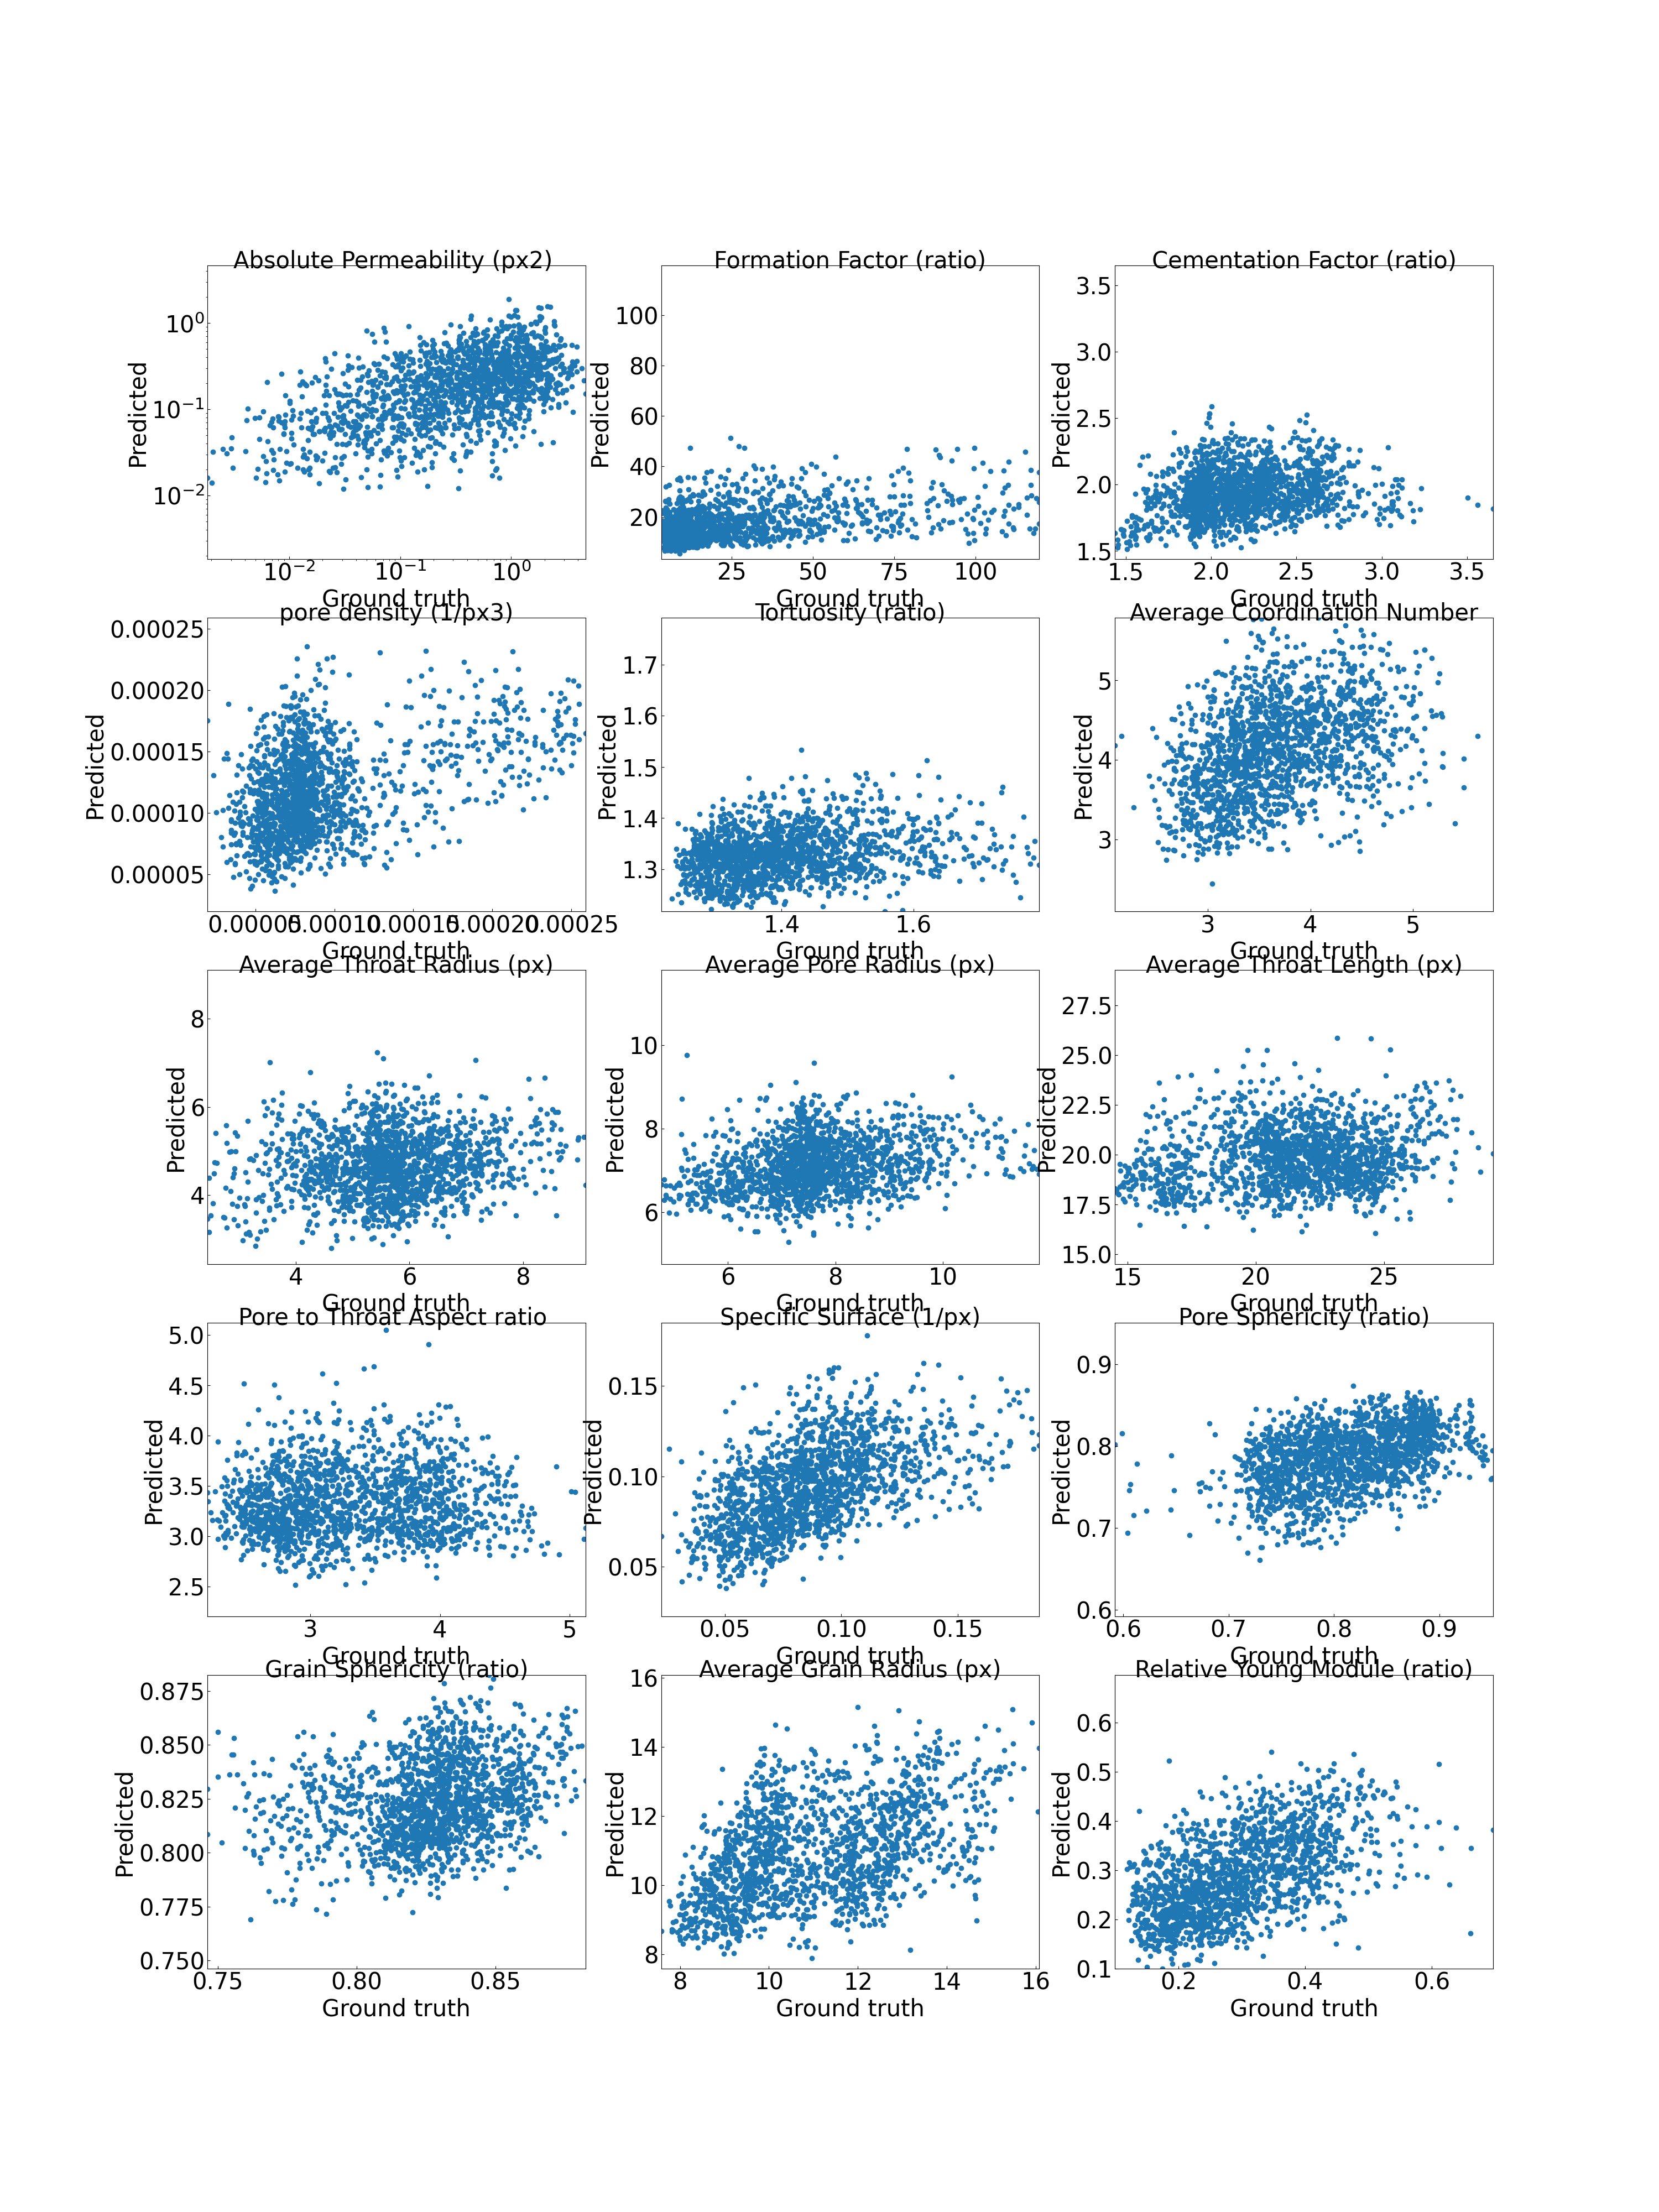 Absolute Permeability (px2)
Predicted
10⁰
10⁻¹
10⁻²
10⁻² 10⁻¹ 10⁰
Ground truth
Formation Factor (ratio)
Predicted
100
80
60
40
20
25 50 75 100
Ground truth
Cementation Factor (ratio)
Predicted
3.5
3.0
2.5
2.0
1.5
1.5 2.0 2.5 3.0 3.5
Ground truth
pore density (1/px3)
Predicted
0.00025
0.00020
0.00015
0.00010
0.00005
0.00005 0.00010 0.00015 0.00020 0.00025
Ground truth
Tortuosity (ratio)
Predicted
1.7
1.6
1.5
1.4
1.3
1.4 1.6
Ground truth
Average Coordination Number
Predicted
5
4
3
3 4 5
Ground truth
Average Throat Radius (px)
Predicted
8
6
4
4 6 8
Ground truth
Average Pore Radius (px)
Predicted
10
8
6
6 8 10
Ground truth
Average Throat Length (px)
Predicted
27.5
25.0
22.5
20.0
17.5
15.0
15 20 25
Ground truth
Pore to Throat Aspect ratio
Predicted
5.0
4.5
4.0
3.5
3.0
2.5
3 4 5
Ground truth
Specific Surface (1/px)
Predicted
0.15
0.10
0.05
0.05 0.10 0.15
Ground truth
Pore Sphericity (ratio)
Predicted
0.9
0.8
0.7
0.6
0.6 0.7 0.8 0.9
Ground truth
Grain Sphericity (ratio)
Predicted
0.875
0.850
0.825
0.800
0.775
0.750
0.75 0.80 0.85
Ground truth
Average Grain Radius (px)
Predicted
16
14
12
10
8
8 10 12 14 16
Ground truth
Relative Young Module (ratio)
Predicted
0.6
0.5
0.4
0.3
0.2
0.1
0.2 0.4 0.6
Ground truth